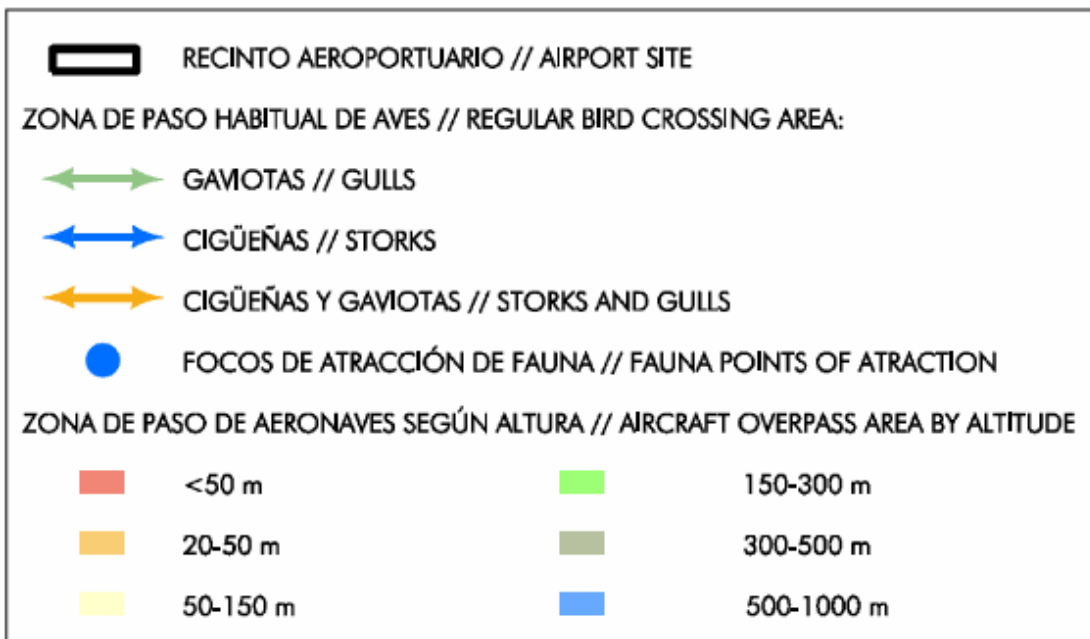 RECINTO AEROPORTUARIO // AIRPORT SITE
ZONA DE PASO HABITUAL DE AVES // REGULAR BIRD CROSSING AREA:
GAVIOTAS // GULLS
CIGÜEÑAS // STORKS
CIGÜEÑAS Y GAVIOTAS // STORKS AND GULLS
FOCOS DE ATRACCIÓN DE FAUNA // FAUNA POINTS OF ATRACTION
ZONA DE PASO DE AERONAVES SEGÚN ALTURA // AIRCRAFT OVERPASS AREA BY ALTITUDE
<50 m 150-300 m
20-50 m 300-500 m
50-150 m 500-1000 m